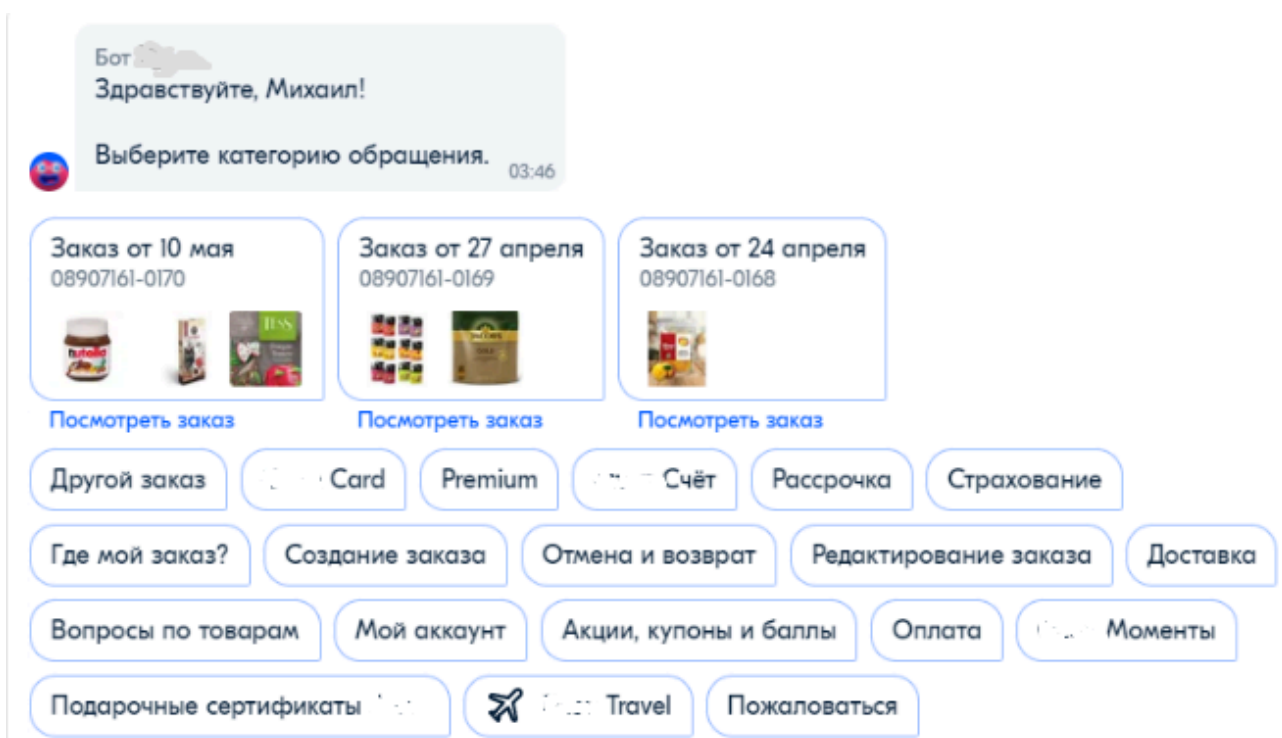 Бот
Здравствуйте, Михаил!
Выберите категорию обращения.
03:46
Заказ от 10 мая
08907161-0170
nutella
TESS
Посмотреть заказ
Заказ от 27 апреля
08907161-0169
JACOBS
Посмотреть заказ
Заказ от 24 апреля
08907161-0168
Посмотреть заказ
Другой заказ
Card
Premium
Счёт
Рассрочка
Страхование
Где мой заказ?
Создание заказа
Отмена и возврат
Редактирование заказа
Доставка
Вопросы по товарам
Мой аккаунт
Акции, купоны и баллы
Оплата
Моменты
Подарочные сертификаты
Travel
Пожаловаться